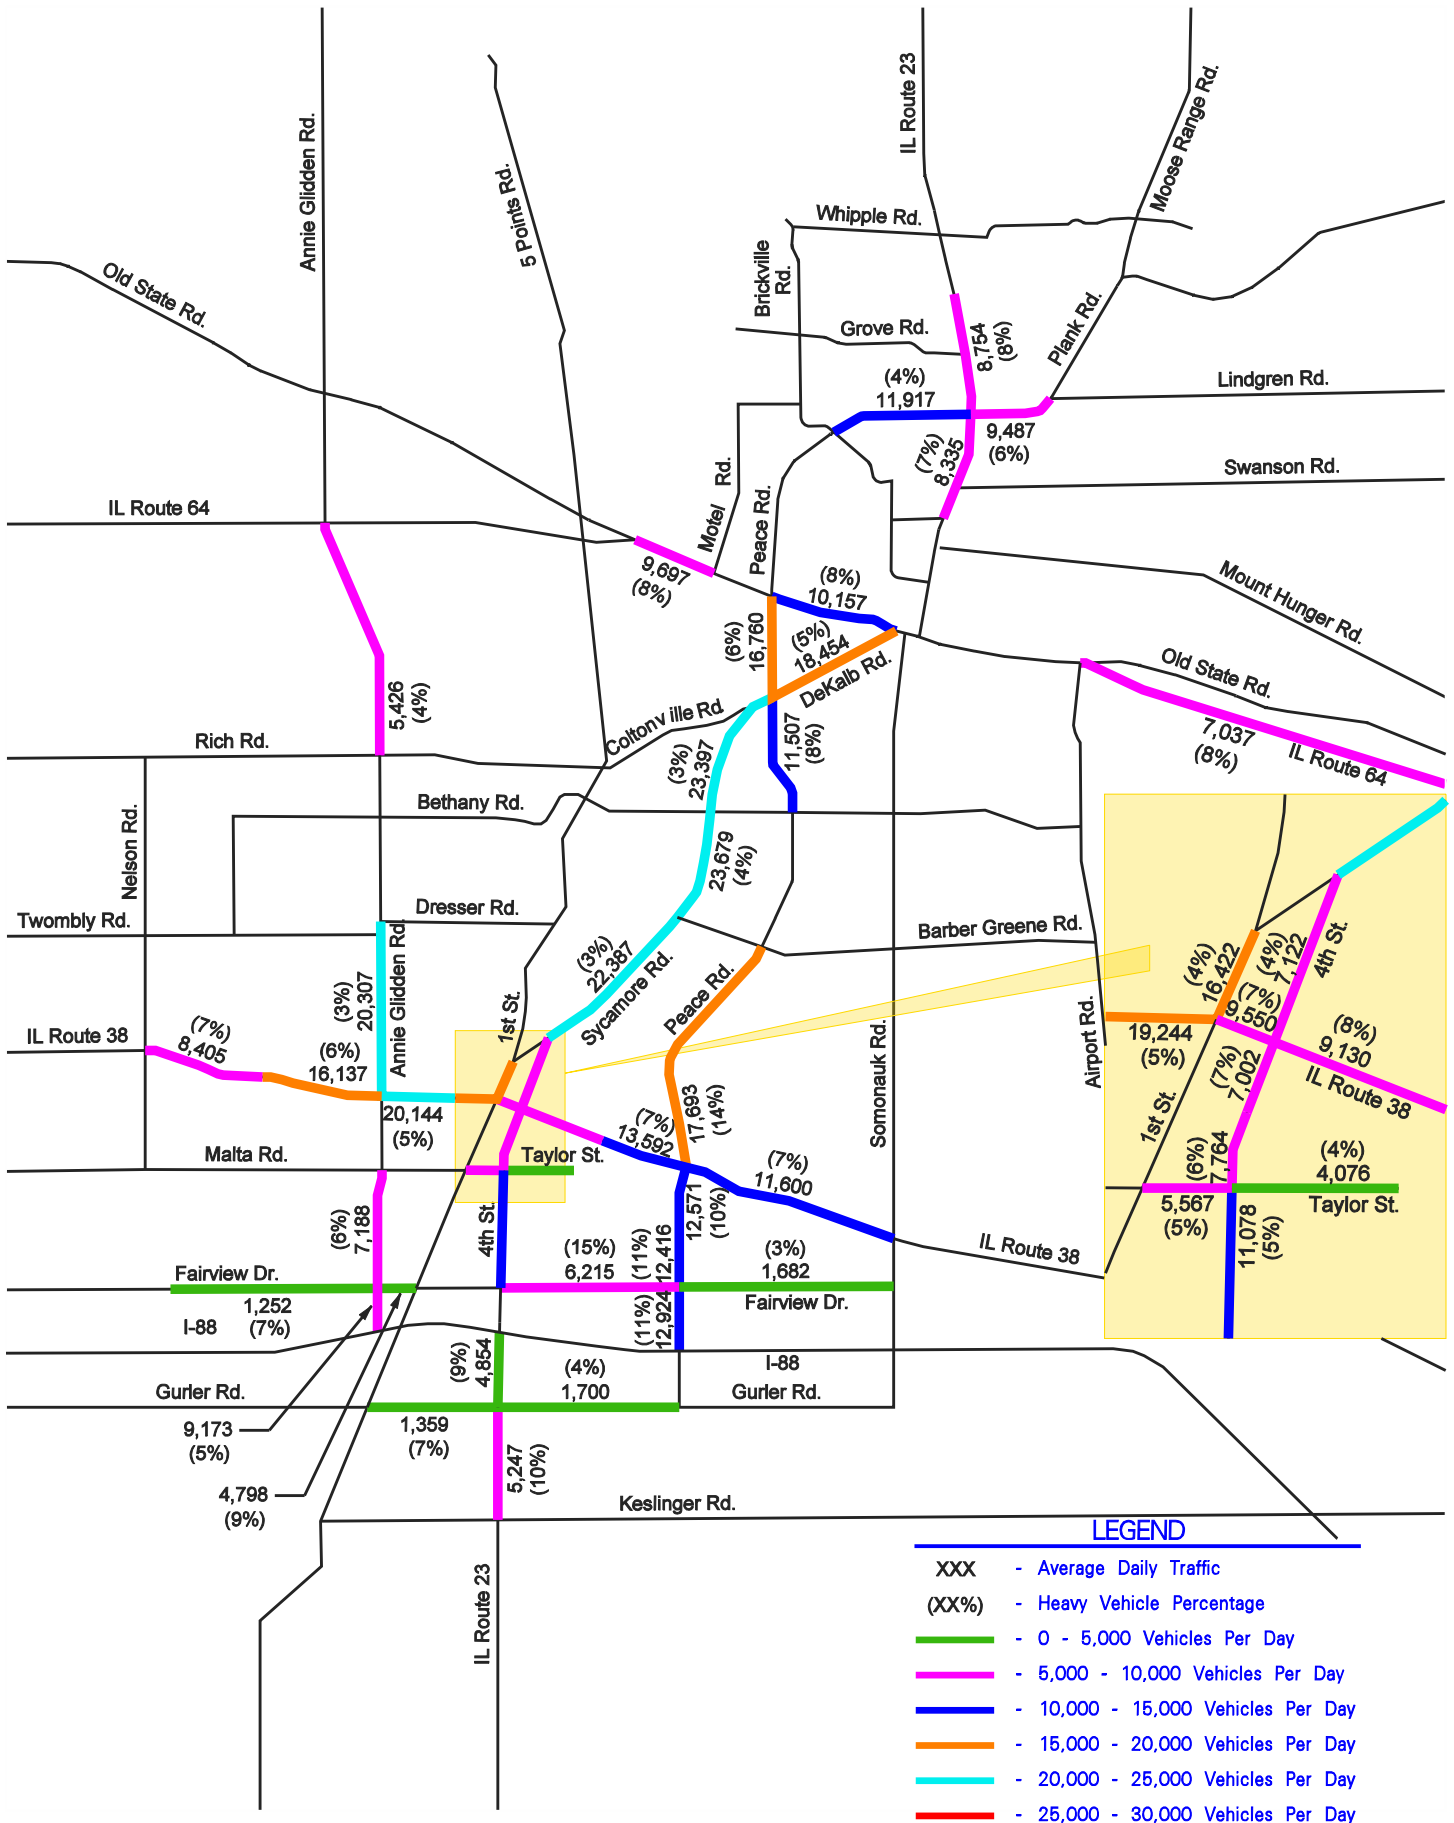 IL Route 23
Moose Range Rd.
Annie Glidden Rd.
5 Points Rd.
Whipple Rd.
Brickville
Rd.
Old State Rd.
Grove Rd.
8,754
(8%)
Plank Rd.
(4%)
11,917
Lindgren Rd.
9,487
(6%)
(7%)
8,335
Swanson Rd.
Motel Rd.
Peace Rd.
IL Route 64
9,697
(8%)
(8%)
10,157
Mount Hunger Rd.
(6%)
16,760
(5%)
18,454
DeKalb Rd.
Old State Rd.
5,426
(4%)
Coltonville Rd.
11,507
(8%)
7,037
(8%)
IL Route 64
Rich Rd.
(3%)
23,397
Bethany Rd.
Nelson Rd.
23,679
(4%)
Twombly Rd.
Dresser Rd.
Barber Greene Rd.
(3%)
20,307
Annie Glidden Rd.
(3%)
22,387
Sycamore Rd.
Peace Rd.
1st St.
Airport Rd.
Somonauk Rd.
IL Route 38
(7%)
8,405
(6%)
16,137
20,144
(5%)
17,693
(14%)
(7%)
13,592
Malta Rd.
Taylor St.
(7%)
11,600
(4%)
16,422
(4%)
7,122
4th St.
(7%)
9,550
19,244
(5%)
(8%)
9,130
IL Route 38
(7%)
7,002
1st St.
(6%)
7,764
(4%)
4,076
5,567
(5%)
Taylor St.
11,078
(5%)
(6%)
7,188
4th St.
12,571
(10%)
(11%)
12,416
(15%)
6,215
(3%)
1,682
IL Route 38
Fairview Dr.
1,252
(7%)
Fairview Dr.
(11%)
12,924
I-88
I-88
(9%)
4,854
(4%)
1,700
Gurler Rd.
Gurler Rd.
9,173
(5%)
1,359
(7%)
5,247
(10%)
4,798
(9%)
Keslinger Rd.
IL Route 23
LEGEND
XXX - Average Daily Traffic
(XX%) - Heavy Vehicle Percentage
- 0 - 5,000 Vehicles Per Day
- 5,000 - 10,000 Vehicles Per Day
- 10,000 - 15,000 Vehicles Per Day
- 15,000 - 20,000 Vehicles Per Day
- 20,000 - 25,000 Vehicles Per Day
- 25,000 - 30,000 Vehicles Per Day